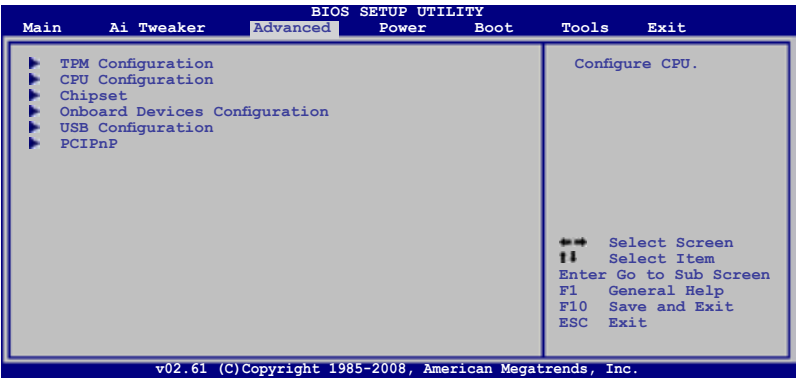 BIOS SETUP UTILITY
Main Ai Tweaker Advanced Power Boot Tools Exit
TPM Configuration
CPU Configuration
Chipset
Onboard Devices Configuration
USB Configuration
PCIPnP
Configure CPU.
Select Screen
Select Item
Enter Go to Sub Screen
F1 General Help
F10 Save and Exit
ESC Exit
v02.61 (C)Copyright 1985-2008, American Megatrends, Inc.